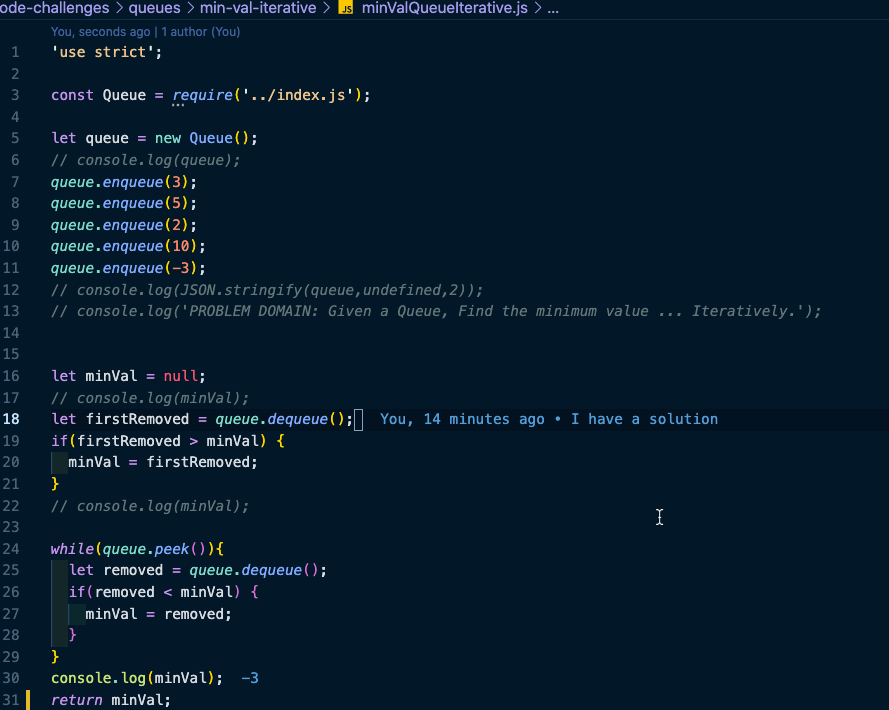 ode-challenges > queues > min-val-iterative > JS minValQueueIterative.js > ...
You, seconds ago | 1 author (You)
1 'use strict';
2
3 const Queue = require('../index.js');
4
5 let queue = new Queue();
6 // console.log(queue);
7 queue.enqueue(3);
8 queue.enqueue(5);
9 queue.enqueue(2);
10 queue.enqueue(10);
11 queue.enqueue(-3);
12 // console.log(JSON.stringify(queue,undefined,2));
13 // console.log('PROBLEM DOMAIN: Given a Queue, Find the minimum value ... Iteratively.');
14
15
16 let minVal = null;
17 // console.log(minVal);
18 let firstRemoved = queue.dequeue(); You, 14 minutes ago • I have a solution
19 if(firstRemoved > minVal) {
20 minVal = firstRemoved;
21 }
22 // console.log(minVal);
23
24 while(queue.peek()){
25 let removed = queue.dequeue();
26 if(removed < minVal) {
27 minVal = removed;
28 }
29 }
30 console.log(minVal); -3
31 return minVal;